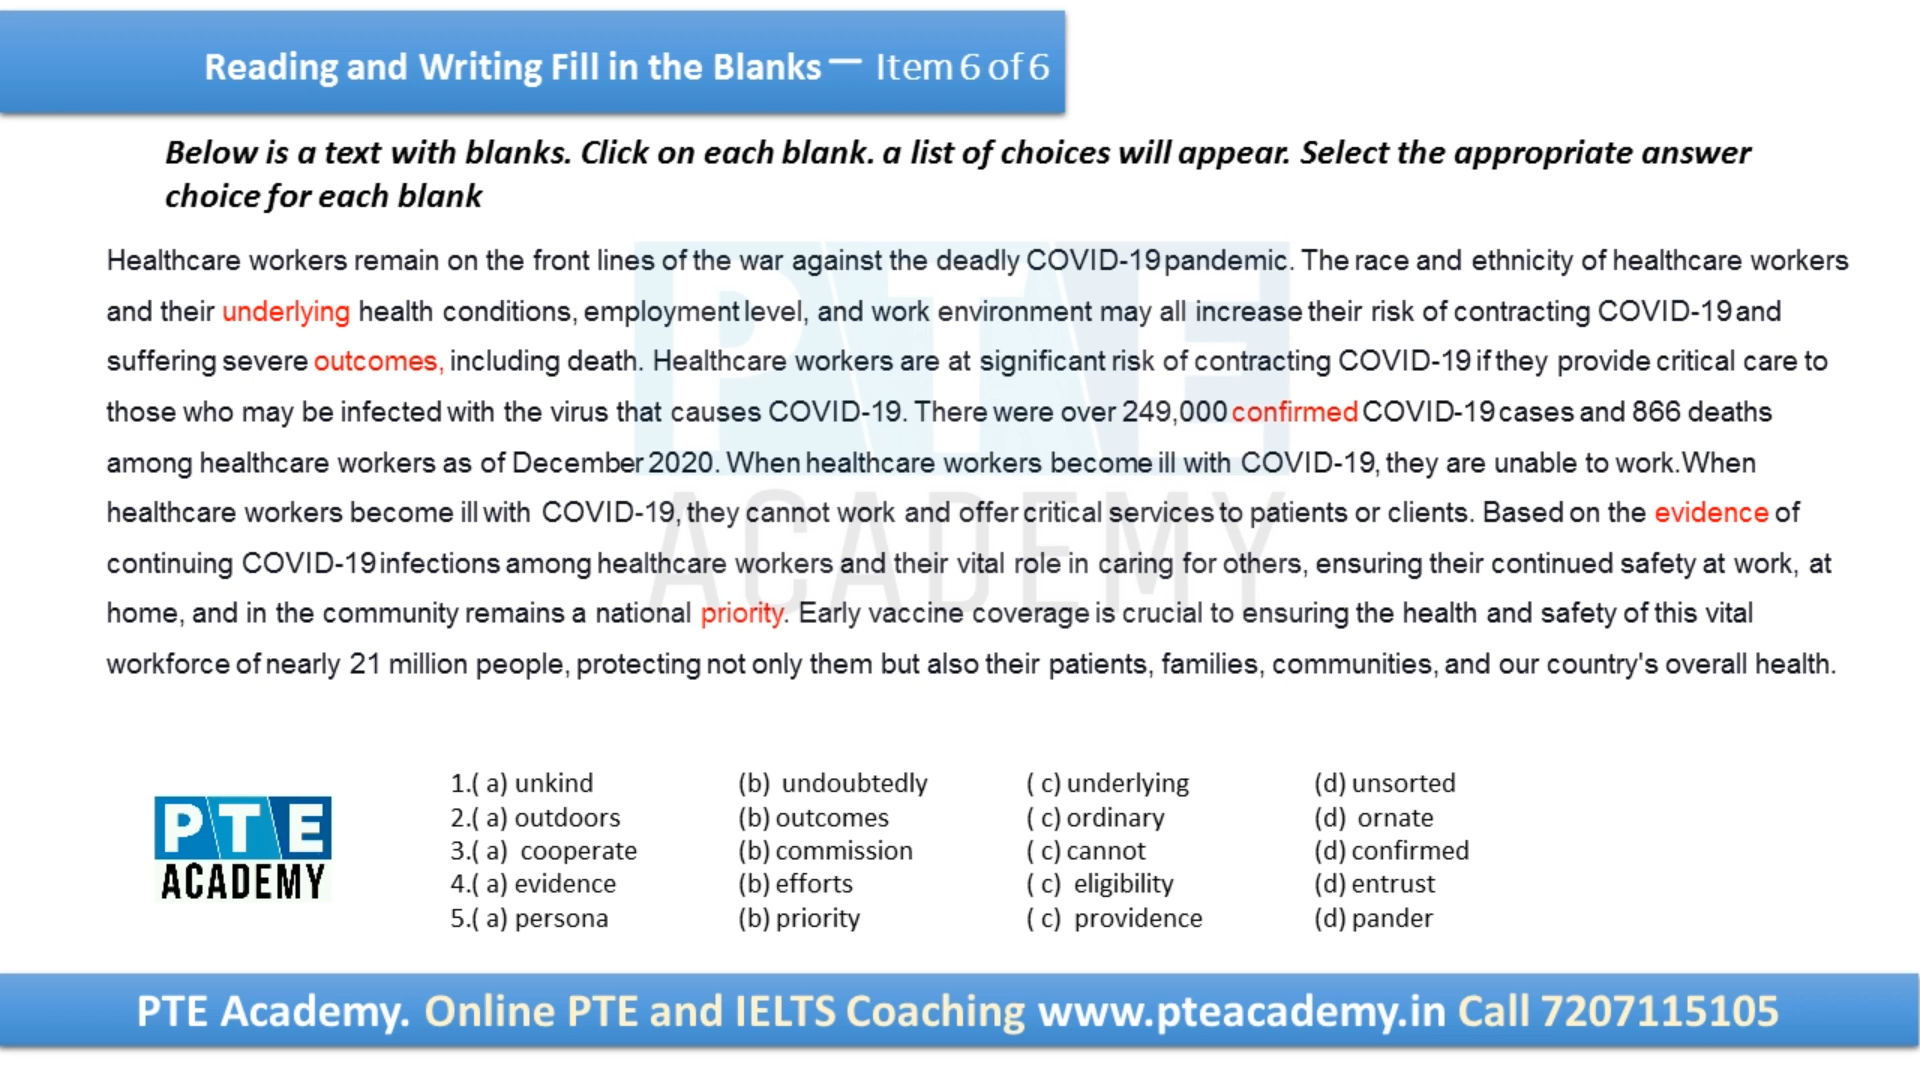 Reading and Writing Fill in the Blanks — Item 6 of 6
Below is a text with blanks. Click on each blank. a list of choices will appear. Select the appropriate answer
choice for each blank
Healthcare workers remain on the front lines of the war against the deadly COVID-19 pandemic. The race and ethnicity of healthcare workers
and their underlying health conditions, employment level, and work environment may all increase their risk of contracting COVID-19 and
suffering severe outcomes, including death. Healthcare workers are at significant risk of contracting COVID-19 if they provide critical care to
those who may be infected with the virus that causes COVID-19. There were over 249,000 confirmed COVID-19 cases and 866 deaths
among healthcare workers as of December 2020. When healthcare workers become ill with COVID-19, they are unable to work.When
healthcare workers become ill with COVID-19, they cannot work and offer critical services to patients or clients. Based on the evidence of
continuing COVID-19 infections among healthcare workers and their vital role in caring for others, ensuring their continued safety at work, at
home, and in the community remains a national priority. Early vaccine coverage is crucial to ensuring the health and safety of this vital
workforce of nearly 21 million people, protecting not only them but also their patients, families, communities, and our country's overall health.
PTE
ACADEMY
1.( a) unkind (b) undoubtedly ( c) underlying (d) unsorted
2.( a) outdoors (b) outcomes ( c) ordinary (d) ornate
3.( a) cooperate (b) commission ( c) cannot (d) confirmed
4.( a) evidence (b) efforts ( c) eligibility (d) entrust
5.( a) persona (b) priority ( c) providence (d) pander
PTE
ACADEMY
PTE Academy. Online PTE and IELTS Coaching www.pteacademy.in Call 7207115105